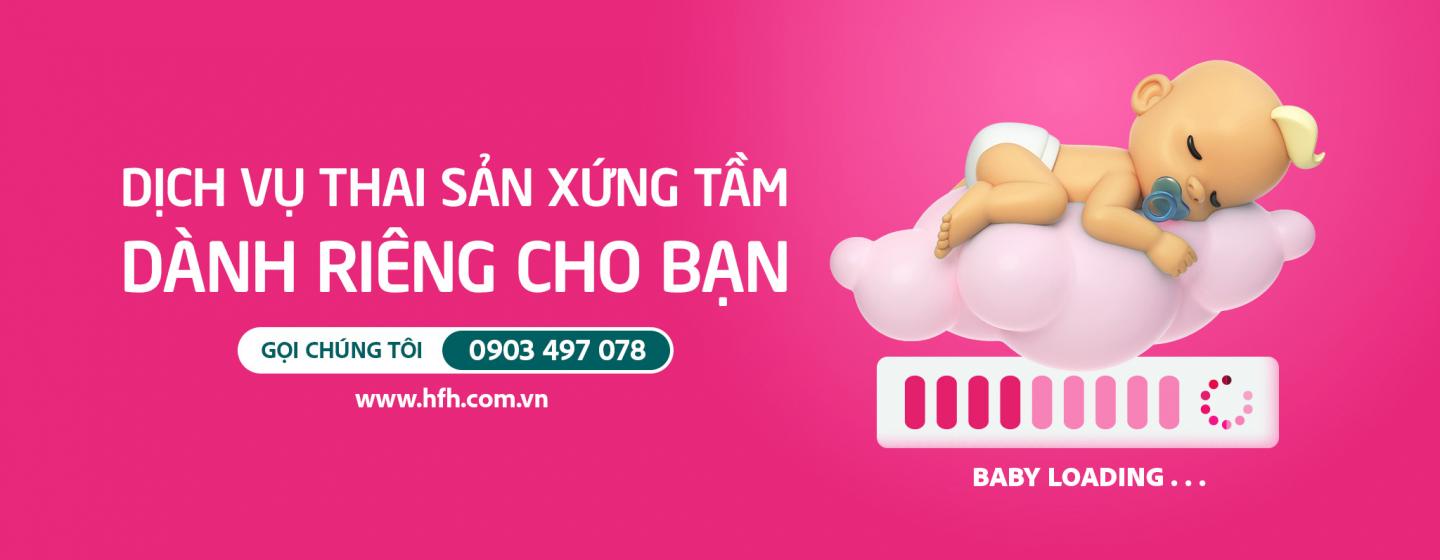 DỊCH VỤ THAI SẢN XỨNG TẦM
DÀNH RIÊNG CHO BẠN
GỌI CHÚNG TÔI 0903 497 078
www.hfh.com.vn
BABY LOADING . . .